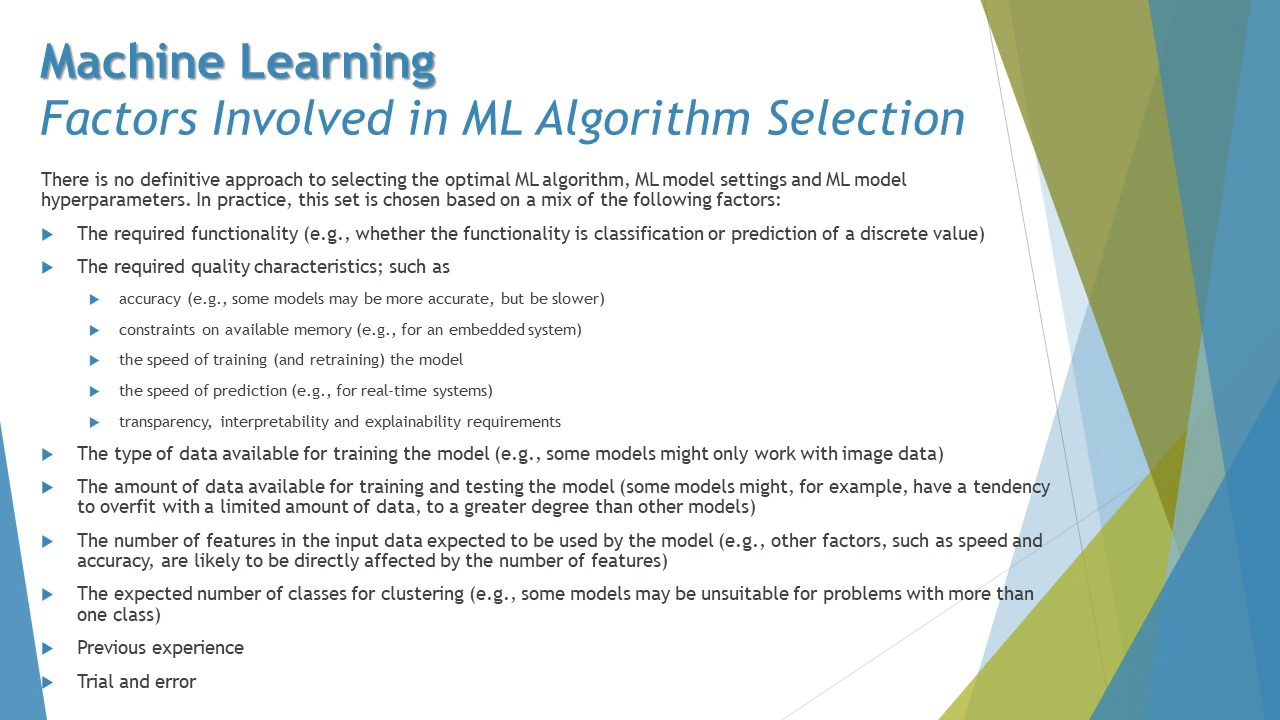 Machine Learning
Factors Involved in ML Algorithm Selection
There is no definitive approach to selecting the optimal ML algorithm, ML model settings and ML model
hyperparameters. In practice, this set is chosen based on a mix of the following factors:
The required functionality (e.g., whether the functionality is classification or prediction of a discrete value)
The required quality characteristics; such as
accuracy (e.g., some models may be more accurate, but be slower)
constraints on available memory (e.g., for an embedded system)
the speed of training (and retraining) the model
the speed of prediction (e.g., for real-time systems)
transparency, interpretability and explainability requirements
The type of data available for training the model (e.g., some models might only work with image data)
The amount of data available for training and testing the model (some models might, for example, have a tendency
to overfit with a limited amount of data, to a greater degree than other models)
The number of features in the input data expected to be used by the model (e.g., other factors, such as speed and
accuracy, are likely to be directly affected by the number of features)
The expected number of classes for clustering (e.g., some models may be unsuitable for problems with more than
one class)
Previous experience
Trial and error